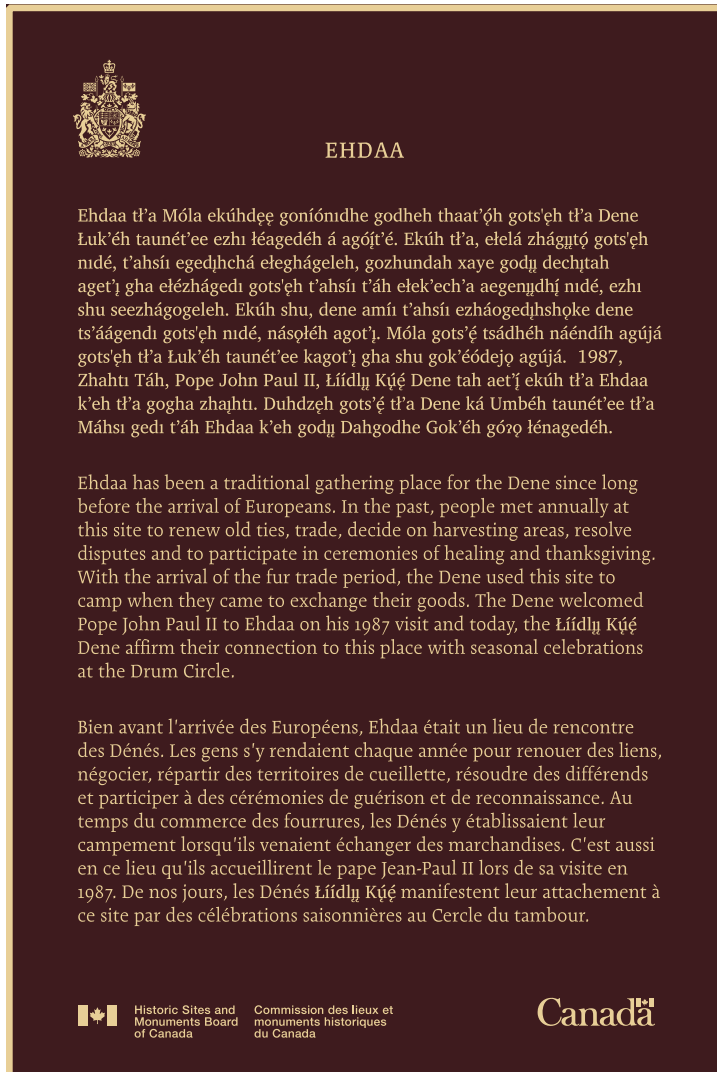 EHDAA
Ehdaa tł’a Móla ekúhdę́ę goníónıdhe godheh thaat’ǫ́h gots'ęh tł’a Dene
Łuk’éh taunét’ee ezhı łéagedéh á agǫ́į́t’é. Ekúh tł’a, ełelá zhágįįtǫ́ gots'ęh
nıdé, t’ahsíı egedįhchá ełeghágeleh, gozhundah xaye godųų dechįtah
aget’į gha ełézhágedı gots'ęh t’ahsíı t’áh ełek'ech’a aegenįįdhį́ nıdé, ezhı
shu seezhágogeleh. Ekúh shu, dene amíı t’ahsíı ezháogedįhshǫke dene
ts’áágendı gots'ęh nıdé, násǫłéh agot’į. Móla gots’ę́ tsádhéh náéndíh agújá
gots'ęh tł’a Łuk’éh taunét’ee kagot’į gha shu gok’éódejǫ agújá. 1987,
Zhahtı Táh, Pope John Paul II, Łíídlįį Kų́ę́ Dene tah aet’į́ ekúh tł’a Ehdaa
k’eh tł’a gogha zhaįhtı. Duhdzęh gots’ę́ tł’a Dene ká Umbéh taunét’ee tł’a
Máhsı gedı t’áh Ehdaa k’eh godųų Dahgodhe Gok’éh góɂǫ łénagedéh.
Ehdaa has been a traditional gathering place for the Dene since long
before the arrival of Europeans. In the past, people met annually at
this site to renew old ties, trade, decide on harvesting areas, resolve
disputes and to participate in ceremonies of healing and thanksgiving.
With the arrival of the fur trade period, the Dene used this site to
camp when they came to exchange their goods. The Dene welcomed
Pope John Paul II to Ehdaa on his 1987 visit and today, the Łíídlįį Kų́ę́
Dene affirm their connection to this place with seasonal celebrations
at the Drum Circle.
Bien avant l'arrivée des Européens, Ehdaa était un lieu de rencontre
des Dénés. Les gens s'y rendaient chaque année pour renouer des liens,
négocier, répartir des territoires de cueillette, résoudre des différends
et participer à des cérémonies de guérison et de reconnaissance. Au
temps du commerce des fourrures, les Dénés y établissaient leur
campement lorsqu'ils venaient échanger des marchandises. C'est aussi
en ce lieu qu'ils accueillirent le pape Jean-Paul II lors de sa visite en
1987. De nos jours, les Dénés Łíídlįį Kų́ę́ manifestent leur attachement à
ce site par des célébrations saisonnières au Cercle du tambour.
Historic Sites and
Monuments Board
of Canada
Commission des lieux et
monuments historiques
du Canada
Canada